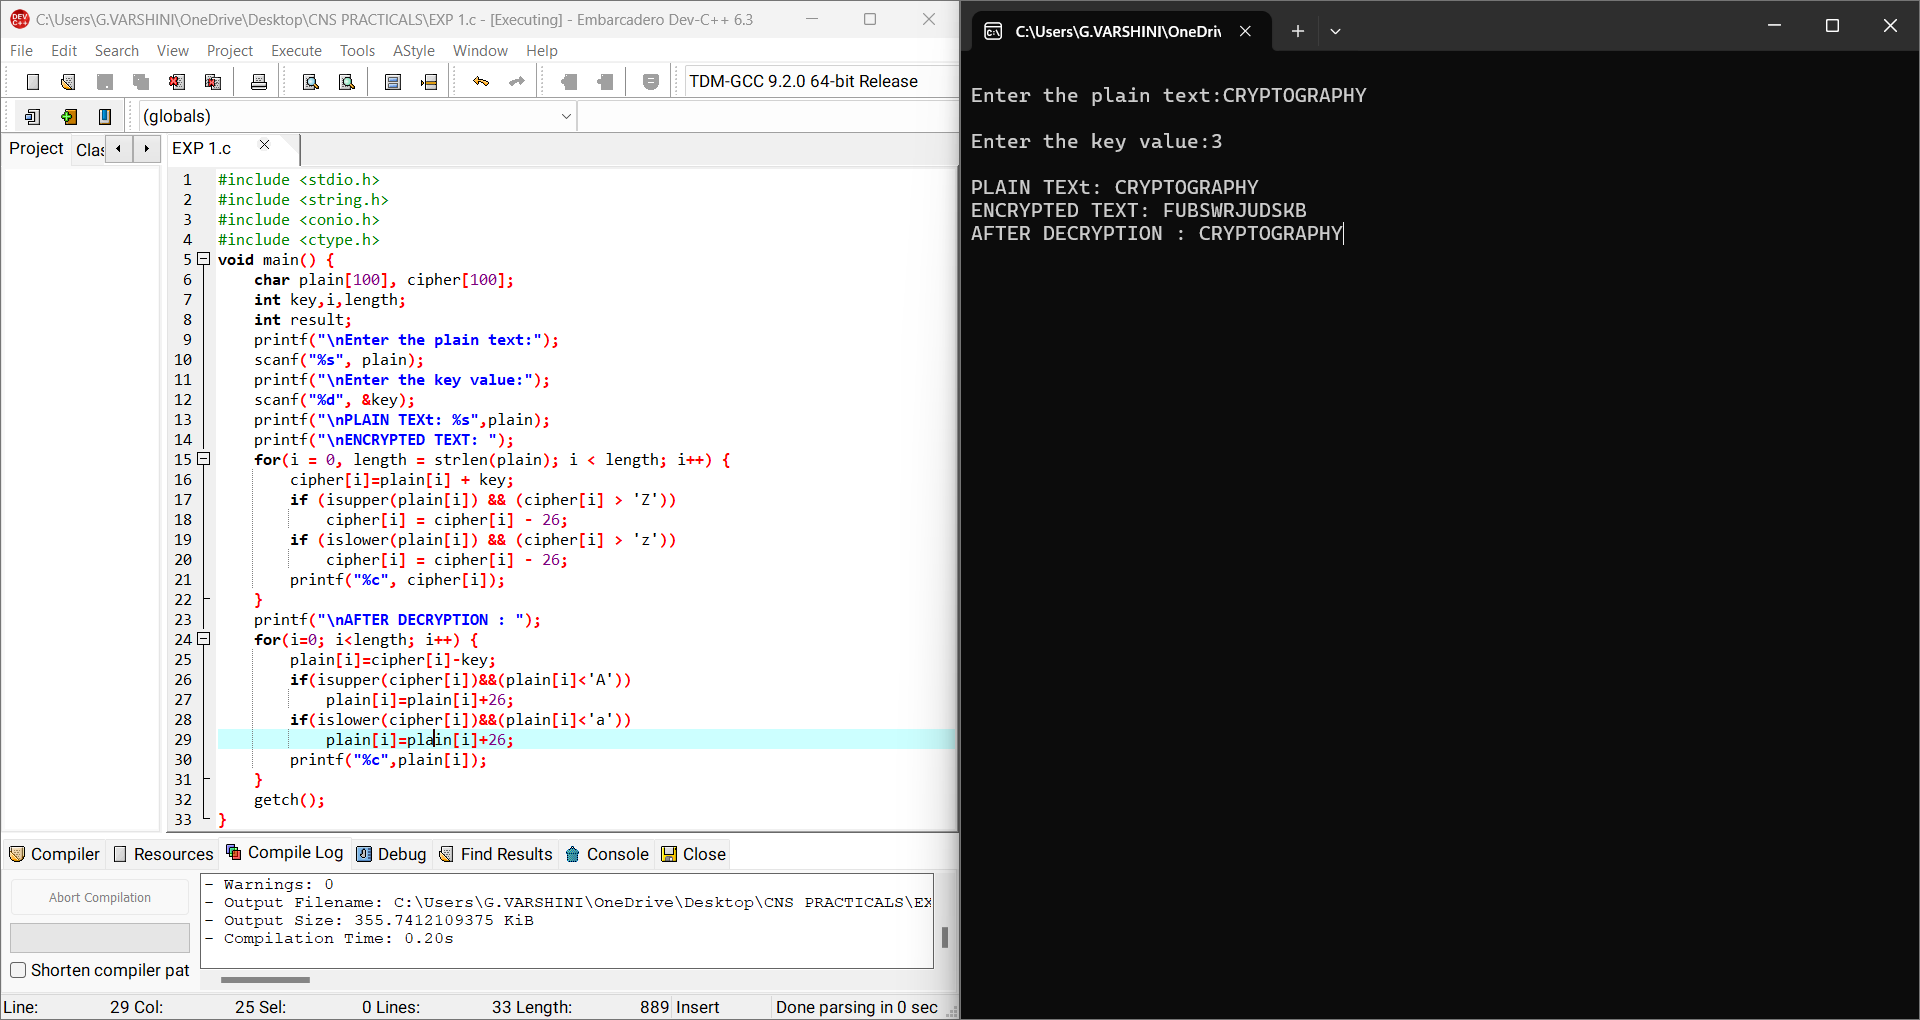 C:\Users\G.VARSHINI\OneDrive\Desktop\CNS PRACTICALS\EXP 1.c - [Executing] - Embarcadero Dev-C++ 6.3
File Edit Search View Project Execute Tools AStyle Window Help
TDM-GCC 9.2.0 64-bit Release
(globals)
Project Clas EXP 1.c
1 #include <stdio.h>
2 #include <string.h>
3 #include <conio.h>
4 #include <ctype.h>
5 void main() {
6 char plain[100], cipher[100];
7 int key,i,length;
8 int result;
9 printf("\nEnter the plain text:");
10 scanf("%s", plain);
11 printf("\nEnter the key value:");
12 scanf("%d", &key);
13 printf("\nPLAIN TEXt: %s",plain);
14 printf("\nENCRYPTED TEXT: ");
15 for(i = 0, length = strlen(plain); i < length; i++) {
16 cipher[i]=plain[i] + key;
17 if (isupper(plain[i]) && (cipher[i] > 'Z'))
18 cipher[i] = cipher[i] - 26;
19 if (islower(plain[i]) && (cipher[i] > 'z'))
20 cipher[i] = cipher[i] - 26;
21 printf("%c", cipher[i]);
22 }
23 printf("\nAFTER DECRYPTION : ");
24 for(i=0; i<length; i++) {
25 plain[i]=cipher[i]-key;
26 if(isupper(cipher[i])&&(plain[i]<'A'))
27 plain[i]=plain[i]+26;
28 if(islower(cipher[i])&&(plain[i]<'a'))
29 plain[i]=plain[i]+26;
30 printf("%c",plain[i]);
31 }
32 getch();
33 }
Compiler Resources Compile Log Debug Find Results Console Close
Abort Compilation
Shorten compiler pat
- Warnings: 0
- Output Filename: C:\Users\G.VARSHINI\OneDrive\Desktop\CNS PRACTICALS\EX
- Output Size: 355.7412109375 KiB
- Compilation Time: 0.20s
Line: 29 Col: 25 Sel: 0 Lines: 33 Length: 889 Insert Done parsing in 0 sec
C:\Users\G.VARSHINI\OneDriv
Enter the plain text:CRYPTOGRAPHY
Enter the key value:3
PLAIN TEXt: CRYPTOGRAPHY
ENCRYPTED TEXT: FUBSWRJUDSKB
AFTER DECRYPTION : CRYPTOGRAPHY